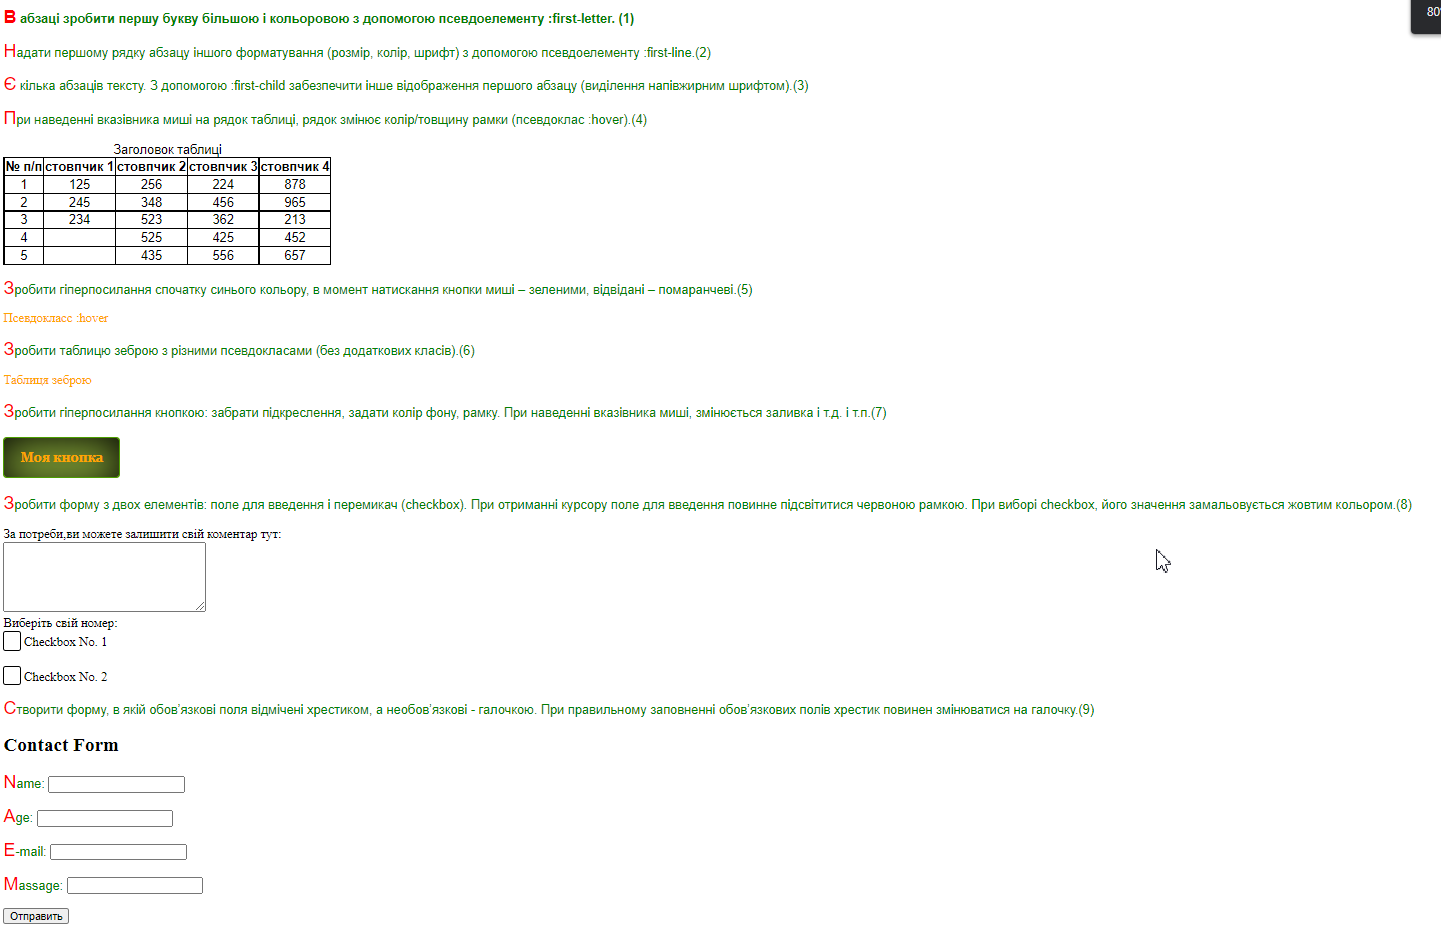 80
В абзаці зробити першу букву більшою і кольоровою з допомогою псевдоелементу :first-letter. (1)
Надати першому рядку абзацу іншого форматування (розмір, колір, шрифт) з допомогою псевдоелементу :first-line.(2)
Є кілька абзаців тексту. З допомогою :first-child забезпечити інше відображення першого абзацу (виділення напівжирним шрифтом).(3)
При наведенні вказівника миші на рядок таблиці, рядок змінює колір/товщину рамки (псевдоклас :hover).(4)
Заголовок таблиці
№ п/п стовпчик 1 стовпчик 2 стовпчик 3 стовпчик 4
1 125 256 224 878
2 245 348 456 965
3 234 523 362 213
4 525 425 452
5 435 556 657
Зробити гіперпосилання спочатку синього кольору, в момент натискання кнопки миші – зеленими, відвідані – помаранчеві.(5)
Псевдокласс :hover
Зробити таблицю зеброю з різними псевдокласами (без додаткових класів).(6)
Таблиця зеброю
Зробити гіперпосилання кнопкою: забрати підкреслення, задати колір фону, рамку. При наведенні вказівника миші, змінюється заливка і т.д. і т.п.(7)
Моя кнопка
Зробити форму з двох елементів: поле для введення і перемикач (checkbox). При отриманні курсору поле для введення повинне підсвітитися червоною рамкою. При виборі checkbox, його значення замальовується жовтим кольором.(8)
За потреби,ви можете залишити свій коментар тут:
Виберіть свій номер:
Checkbox No. 1
Checkbox No. 2
Створити форму, в якій обов’язкові поля відмічені хрестиком, а необов’язкові - галочкою. При правильному заповненні обов’язкових полів хрестик повинен змінюватися на галочку.(9)
Contact Form
Name:
Age:
E-mail:
Massage:
Отправить